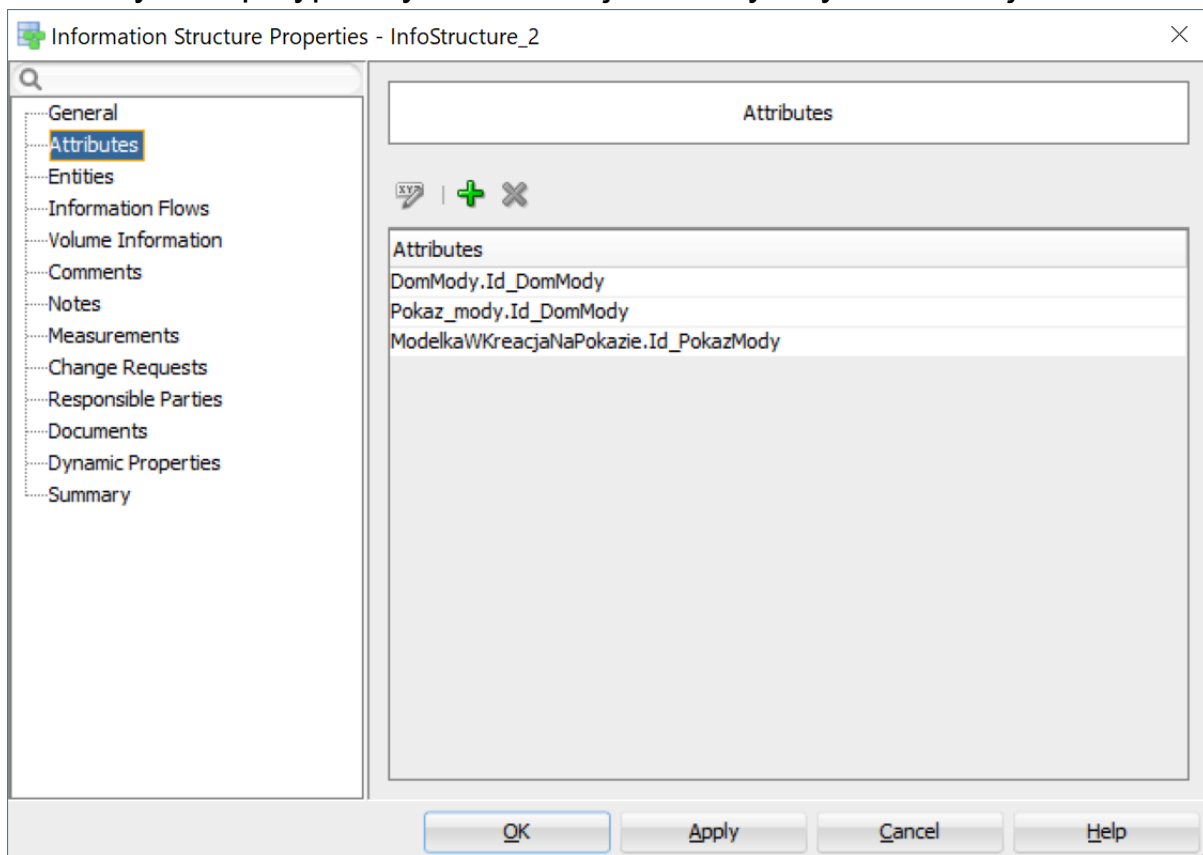 Information Structure Properties - InfoStructure_2
General
Attributes
Entities
Information Flows
Volume Information
Comments
Notes
Measurements
Change Requests
Responsible Parties
Documents
Dynamic Properties
Summary
Attributes
XYZ
Attributes
DomMody.Id_DomMody
Pokaz_mody.Id_DomMody
ModelkaWKreacjaNaPokazie.Id_PokazMody
OK
Apply
Cancel
Help